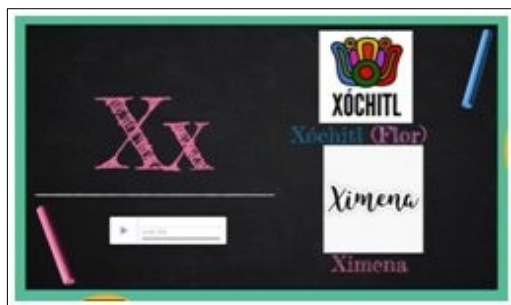 Xx
XÓCHITL
Xóchitl (Flor)
Ximena
Ximena